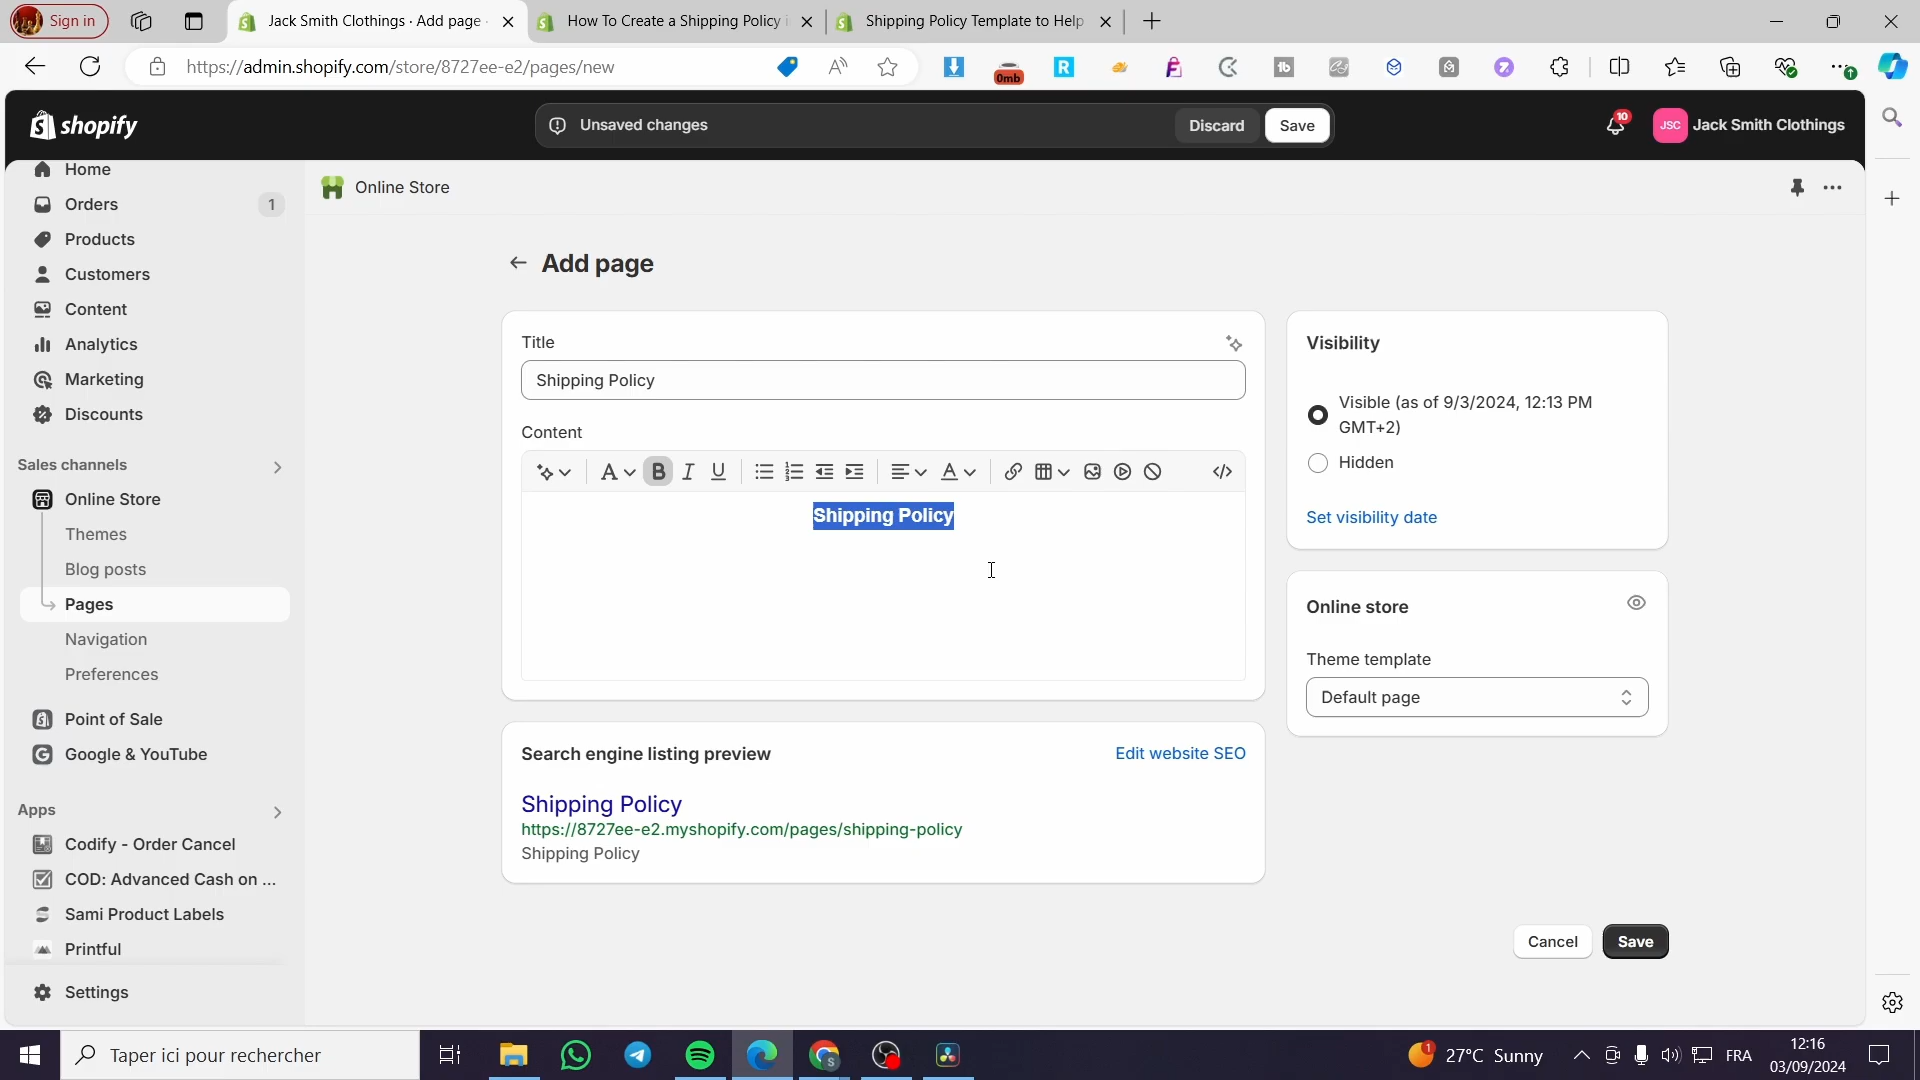 Sign in
Jack Smith Clothings · Add page ·
How To Create a Shipping Policy i
Shipping Policy Template to Help
https://admin.shopify.com/store/8727ee-e2/pages/new
0mb
shopify
Unsaved changes
Discard
Save
10
JSC
Jack Smith Clothings
Home
Orders
1
Products
Customers
Content
Analytics
Marketing
Discounts
Sales channels
Online Store
Themes
Blog posts
Pages
Navigation
Preferences
Point of Sale
Google & YouTube
Apps
Codify - Order Cancel
COD: Advanced Cash on ...
Sami Product Labels
Printful
Settings
Online Store
Add page
Title
Shipping Policy
Content
Shipping Policy
Search engine listing preview
Edit website SEO
Shipping Policy
https://8727ee-e2.myshopify.com/pages/shipping-policy
Shipping Policy
Visibility
Visible (as of 9/3/2024, 12:13 PM
GMT+2)
Hidden
Set visibility date
Online store
Theme template
Default page
Cancel
Save
Taper ici pour rechercher
1
27°C Sunny
FRA
12:16
03/09/2024